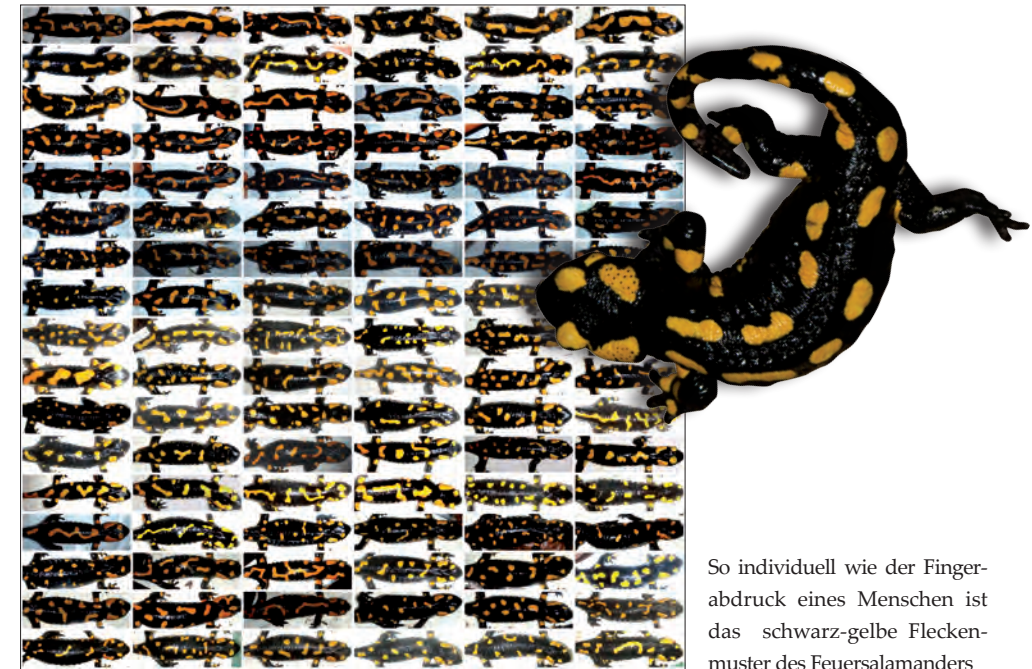 So individuell wie der Finger-
abdruck eines Menschen ist
das schwarz-gelbe Flecken-
muster des Feuersalamanders